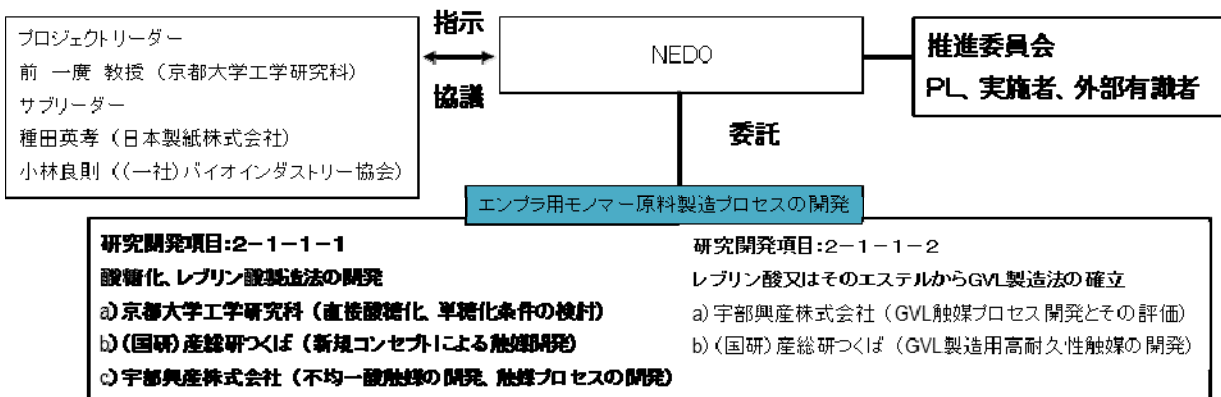 プロジェクトリーダー
前 一廣 教授（京都大学工学研究科）
サブリーダー
種田英孝（日本製紙株式会社）
小林良則（(一社)バイオインダストリー協会）
指示
協議
NEDO
推進委員会
PL、実施者、外部有識者
委託
エンプラ用モノマー原料製造プロセスの開発
研究開発項目:2－1－1－1
酸糖化、レブリン酸製造法の開発
a)京都大学工学研究科（直接酸糖化、単糖化条件の検討）
b)(国研)産総研つくば（新規コンセプトによる触媒開発）
c)宇部興産株式会社（不均一酸触媒の開発、触媒プロセスの開発）
研究開発項目:2－1－1－2
レブリン酸又はそのエステルからGVL製造法の確立
a)宇部興産株式会社（GVL触媒プロセス開発とその評価）
b)(国研)産総研つくば（GVL製造用高耐久性触媒の開発）